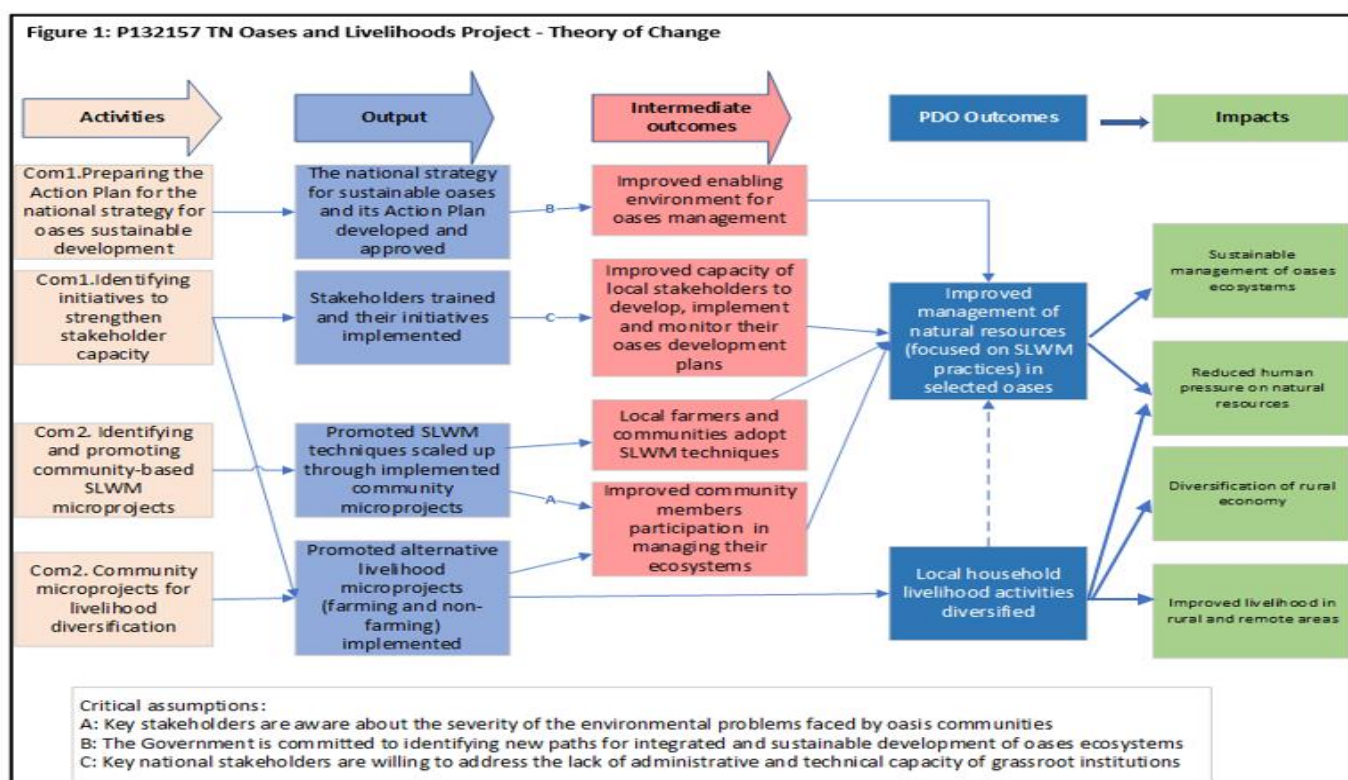 Figure 1: P132157 TN Oases and Livelihoods Project - Theory of Change
Activities
Output
Intermediate
outcomes
PDO Outcomes
Impacts
Com1.Preparing the
Action Plan for the
national strategy for
oases sustainable
development
The national
strategy for
sustainable oases
and its Action Plan
developed and
approved
B
Improved enabling
environment for
oases management
Com1.Identifying
initiatives to
strengthen
stakeholder
capacity
Stakeholders trained
and their initiatives
implemented
C
Improved capacity of
local stakeholders to
develop, implement
and monitor their
oases development
plans
Improved
management of
natural resources
(focused on SLWM
practices) in
selected oases
Sustainable
management of oases
ecosystems
Reduced human
pressure on natural
resources
Com2. Identifying
and promoting
community-based
SLWM
microprojects
Promoted SLWM
techniques scaled up
through implemented
community
microprojects
A
Local farmers and
communities adopt
SLWM techniques
Improved community
members
participation in
managing their
ecosystems
Diversification of rural
economy
Com2. Community
microprojects for
livelihood
diversification
Promoted alternative
livelihood
microprojects
(farming and non-
farming)
implemented
Local household
livelihood activities
diversified
Improved livelihood in
rural and remote areas
Critical assumptions:
A: Key stakeholders are aware about the severity of the environmental problems faced by oasis communities
B: The Government is committed to identifying new paths for integrated and sustainable development of oases ecosystems
C: Key national stakeholders are willing to address the lack of administrative and technical capacity of grassroot institutions